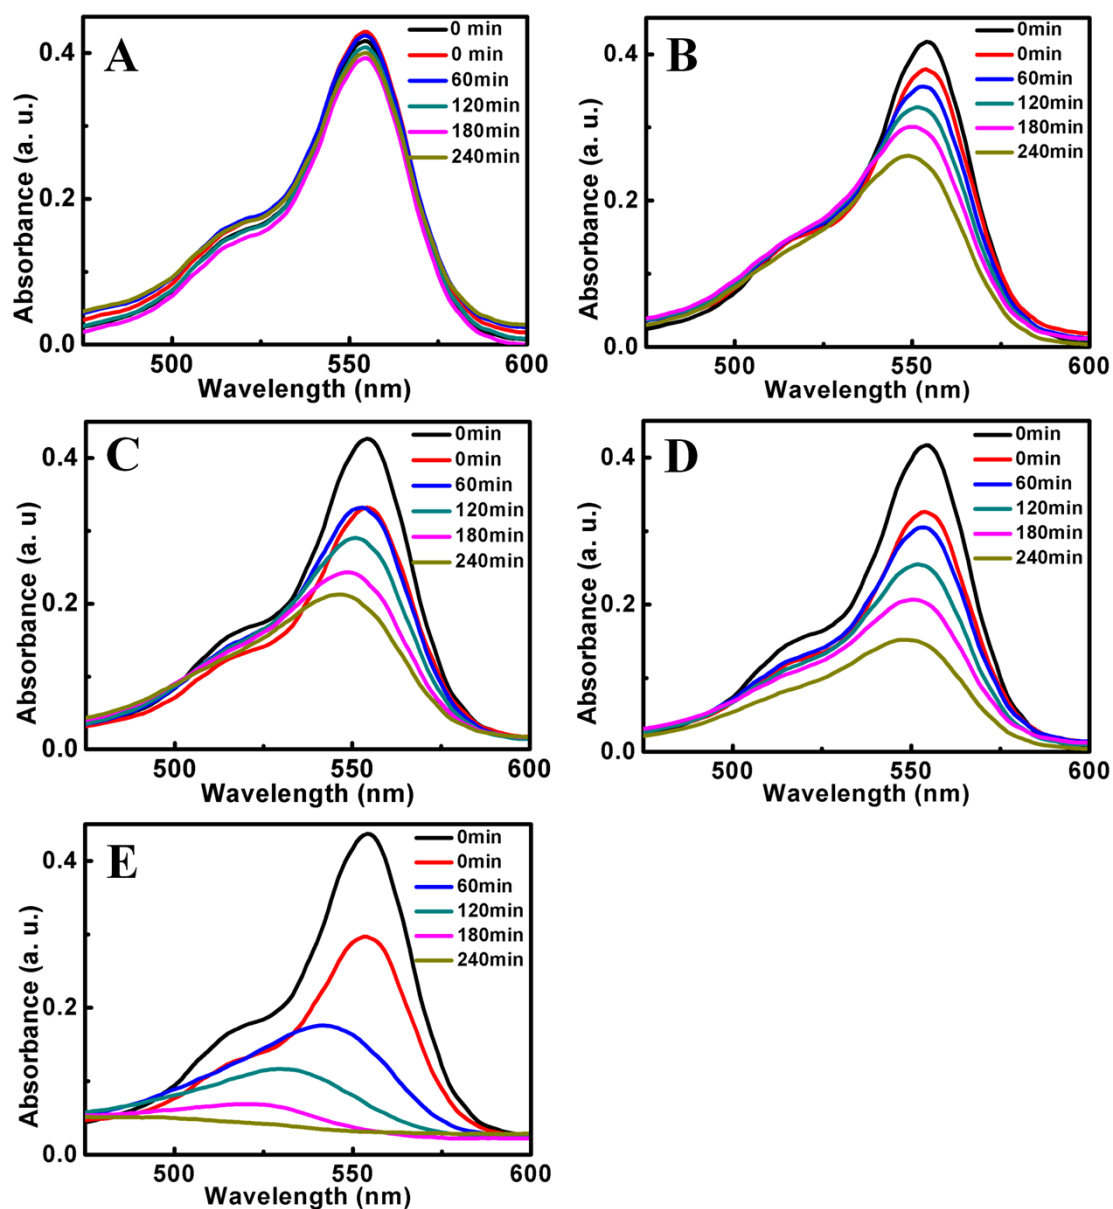 A
0 min
0 min
60min
120min
180min
240min
0.4
0.2
0.0
500
550
600
Absorbance (a. u.)
Wavelength (nm)
B
0min
0min
60min
120min
180min
240min
0.4
0.2
0.0
500
550
600
Absorbance (a. u.)
Wavelength (nm)
C
0min
0min
60min
120min
180min
240min
0.4
0.2
0.0
500
550
600
Absorbance (a. u)
Wavelength (nm)
D
0min
0min
60min
120min
180min
240min
0.4
0.2
0.0
500
550
600
Absorbance (a. u.)
Wavelength (nm)
E
0min
0min
60min
120min
180min
240min
0.4
0.2
0.0
500
550
600
Absorbance (a. u.)
Wavelength (nm)